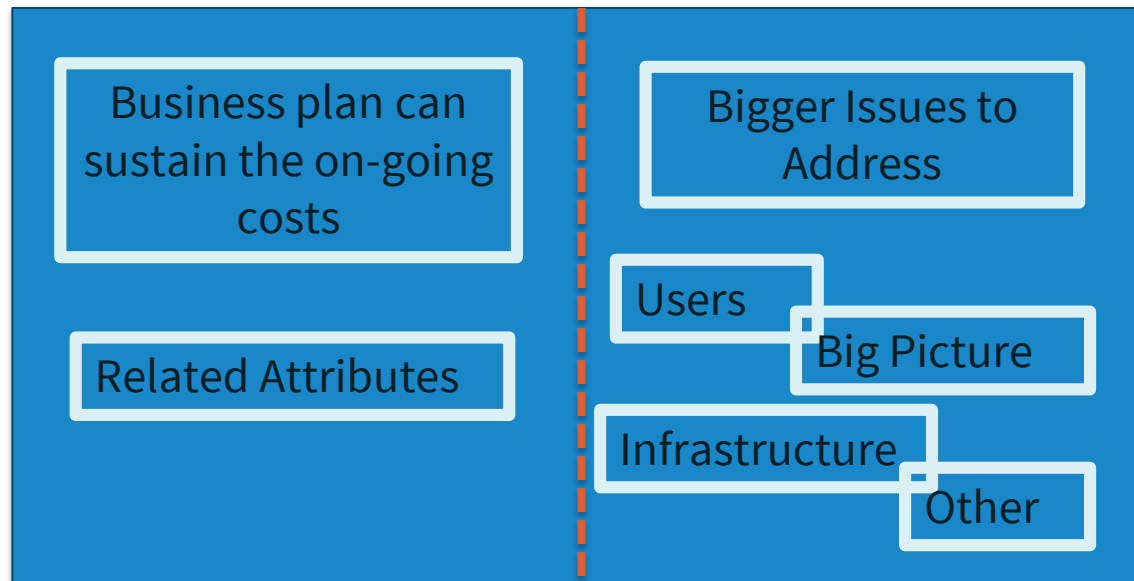 Business plan can
sustain the on-going
costs
Related Attributes
Bigger Issues to
Address
Users
Big Picture
Infrastructure
Other